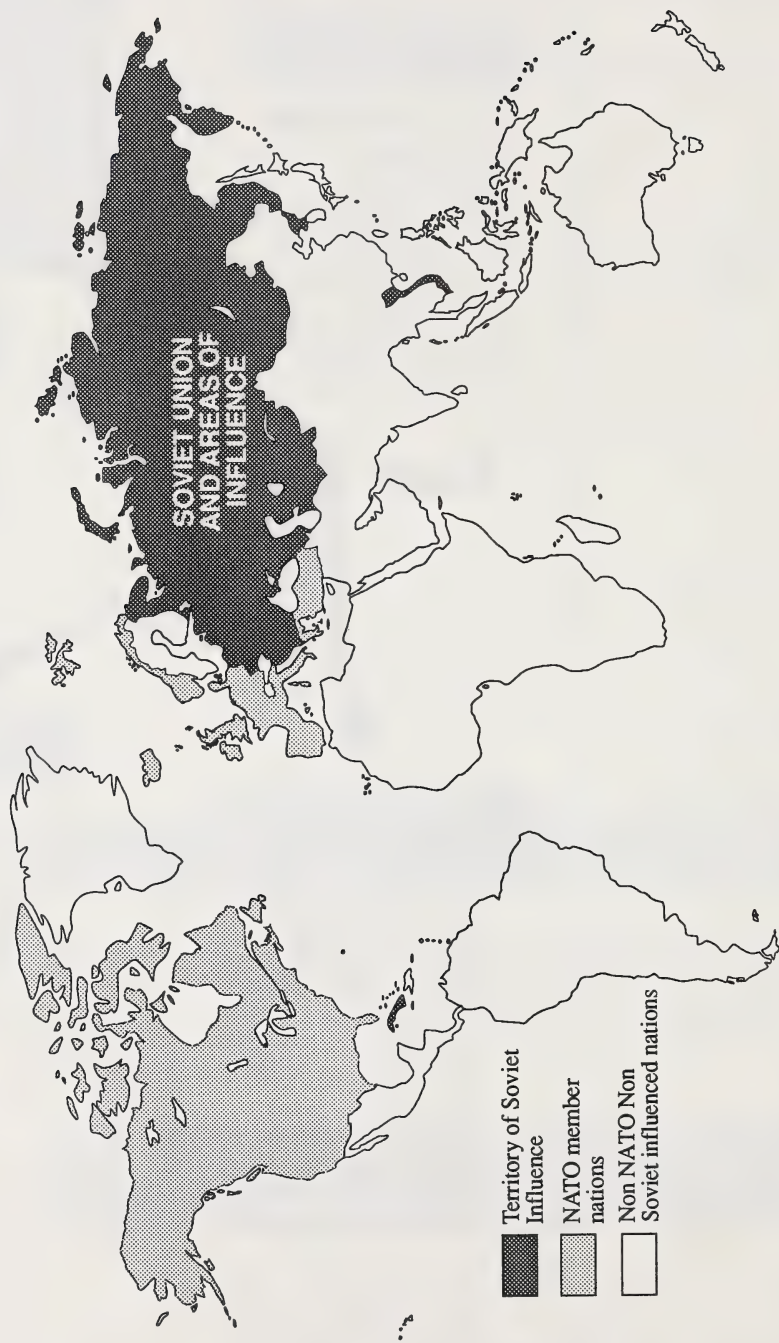 SOVIET UNION
AND AREAS OF
INFLUENCE
Territory of Soviet
Influence
NATO member
nations
Non NATO Non
Soviet influenced nations